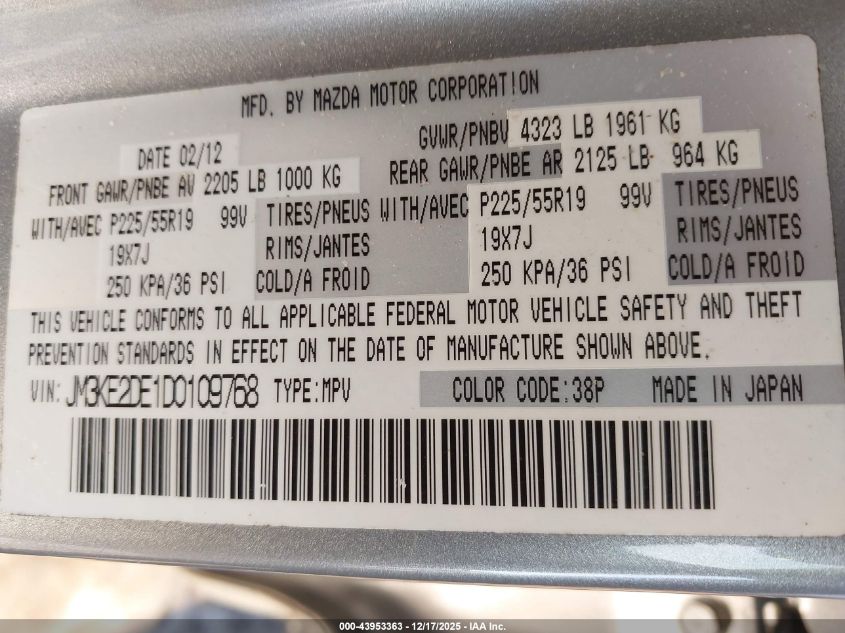 MFD. BY MAZDA MOTOR CORPORATION
DATE 02/12 GVWR/PNBV 4323 LB 1961 KG
FRONT GAWR/PNBE AV 2205 LB 1000 KG REAR GAWR/PNBE AR 2125 LB 964 KG
WITH/AVEC P225/55R19 99V TIRES/PNEUS WITH/AVEC P225/55R19 99V TIRES/PNEUS
19X7J RIMS/JANTES 19X7J RIMS/JANTES
250 KPA/36 PSI COLD/A FROID 250 KPA/36 PSI COLD/A FROID
THIS VEHICLE CONFORMS TO ALL APPLICABLE FEDERAL MOTOR VEHICLE SAFETY AND THEFT
PREVENTION STANDARDS IN EFFECT ON THE DATE OF MANUFACTURE SHOWN ABOVE.
VIN: JM3KE2DE1D0109768 TYPE:MPV COLOR CODE:38P MADE IN JAPAN
000-43953363 - 12/17/2025 - IAA Inc.